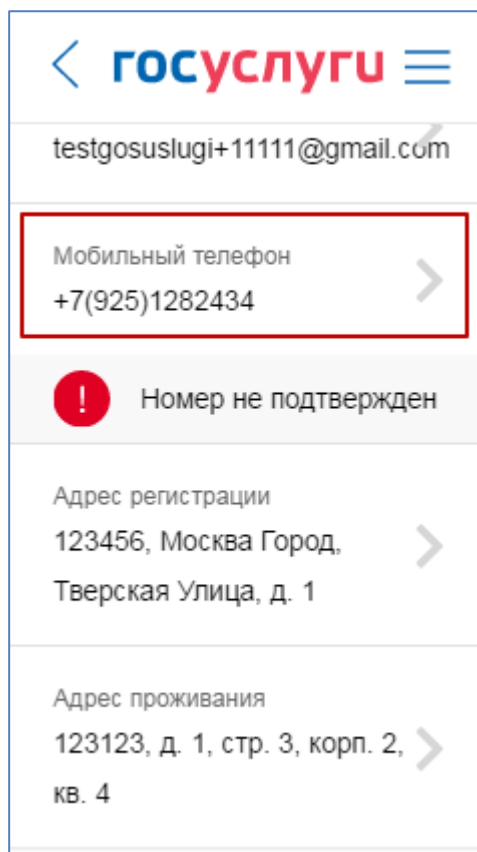 госуслуги
testgosuslugi+11111@gmail.com
Мобильный телефон
+7(925)1282434
! Номер не подтвержден
Адрес регистрации
123456, Москва Город,
Тверская Улица, д. 1
Адрес проживания
123123, д. 1, стр. 3, корп. 2,
кв. 4